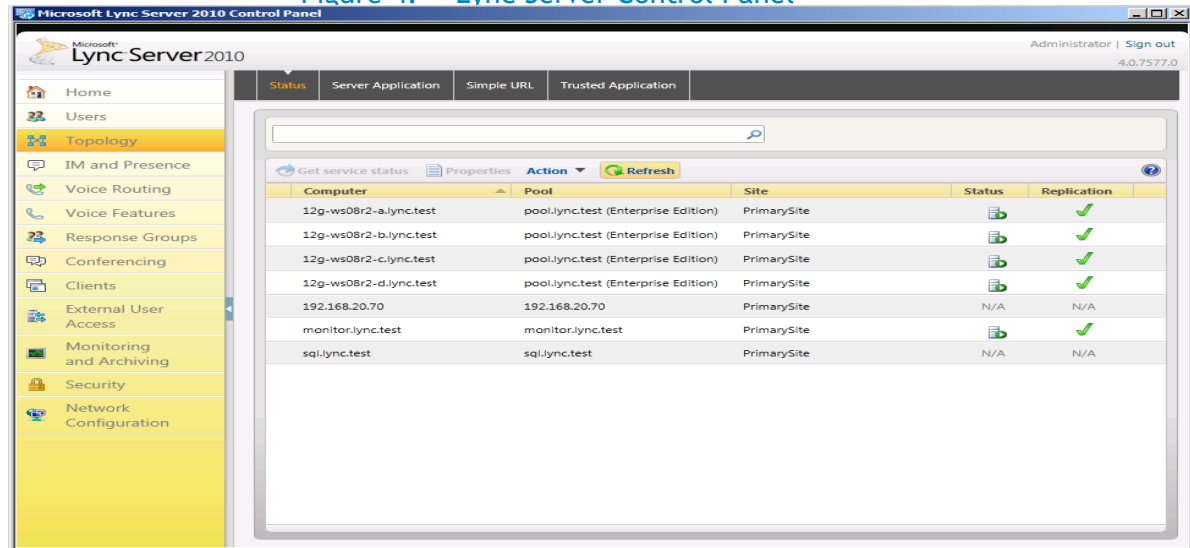 Microsoft Lync Server 2010 Control Panel
Microsoft®
Lync Server 2010
Administrator | Sign out
4.0.7577.0
Home
Users
Topology
IM and Presence
Voice Routing
Voice Features
Response Groups
Conferencing
Clients
External User
Access
Monitoring
and Archiving
Security
Network
Configuration
Status Server Application Simple URL Trusted Application
Get service status Properties Action Refresh
Computer Pool Site Status Replication
12g-ws08r2-a.lync.test pool.lync.test (Enterprise Edition) PrimarySite
12g-ws08r2-b.lync.test pool.lync.test (Enterprise Edition) PrimarySite
12g-ws08r2-c.lync.test pool.lync.test (Enterprise Edition) PrimarySite
12g-ws08r2-d.lync.test pool.lync.test (Enterprise Edition) PrimarySite
192.168.20.70 192.168.20.70 PrimarySite N/A N/A
monitor.lync.test monitor.lync.test PrimarySite
sql.lync.test sql.lync.test PrimarySite N/A N/A